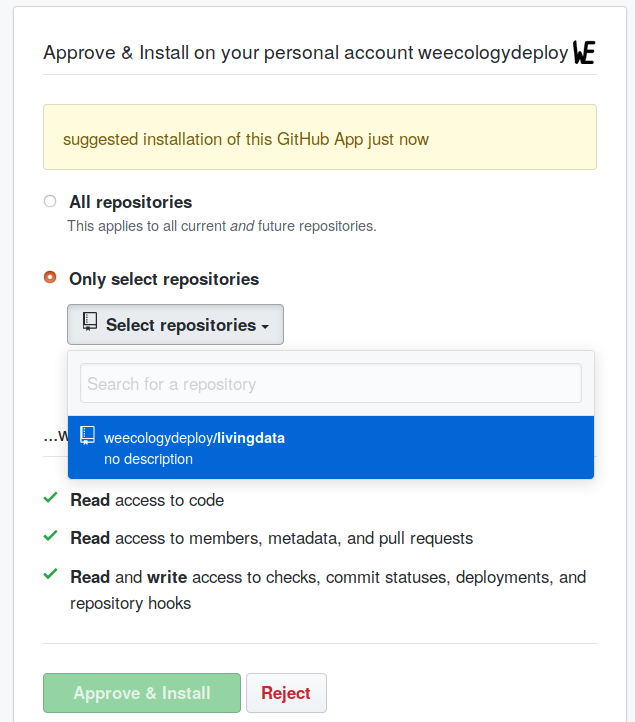 Approve & Install on your personal account weecologydeploy WE
suggested installation of this GitHub App just now
All repositories
This applies to all current and future repositories.
Only select repositories
Select repositories
Search for a repository
weecologydeploy/livingdata
no description
...w
Read access to code
Read access to members, metadata, and pull requests
Read and write access to checks, commit statuses, deployments, and
repository hooks
Approve & Install
Reject